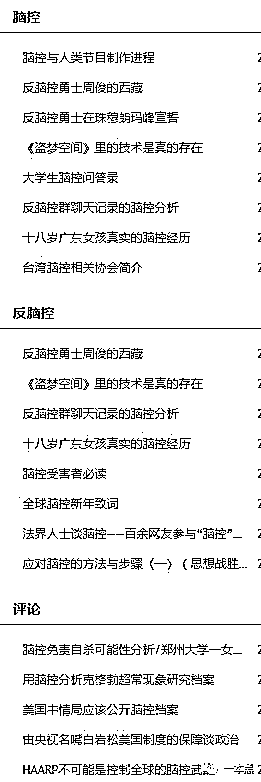 脑控
脑控与人类节目制作进程
反脑控勇士周俊的西藏
反脑控勇士在珠穆朗玛峰宣誓
《盗梦空间》里的技术是真的存在
大学生脑控问答录
反脑控群聊天记录的脑控分析
十八岁广东女孩真实的脑控经历
台湾脑控相关协会简介
反脑控
反脑控勇士周俊的西藏
《盗梦空间》里的技术是真的存在
反脑控群聊天记录的脑控分析
十八岁广东女孩真实的脑控经历
脑控受害者必读
全球脑控新年致词
法界人士谈脑控——百余网友参与“脑控”...
应对脑控的方法与步骤（一）（思想战胜...
评论
脑控免责自杀可能性分析/郑州大学一女...
用脑控分析克格勃超常现象研究档案
美国中情局应该公开脑控档案
由央视名嘴白岩松美国制度的保障谈政治
HAARP不可能是控制全球的脑控武器，